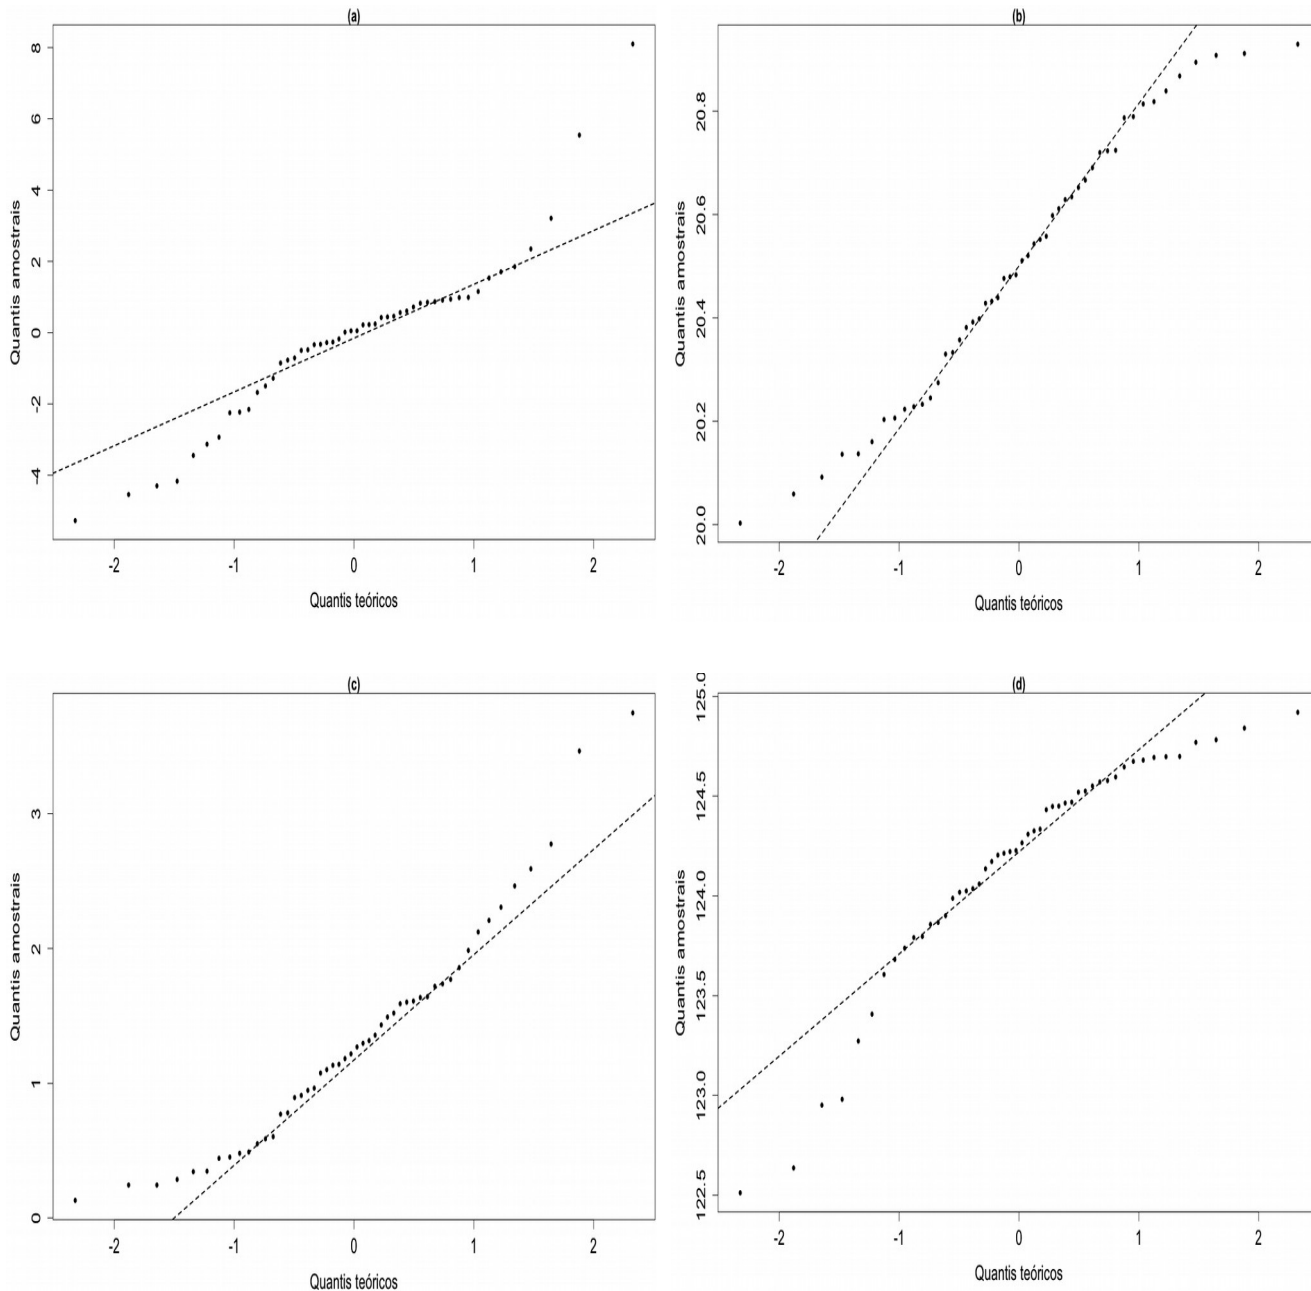 (a)
Quantis amostrais
8
6
4
2
0
-2
-4
-2 -1 0 1 2
Quantis teóricos
(b)
Quantis amostrais
20.8
20.6
20.4
20.2
20.0
-2 -1 0 1 2
Quantis teóricos
(c)
Quantis amostrais
3
2
1
0
-2 -1 0 1 2
Quantis teóricos
(d)
Quantis amostrais
125.0
124.5
124.0
123.5
123.0
122.5
-2 -1 0 1 2
Quantis teóricos